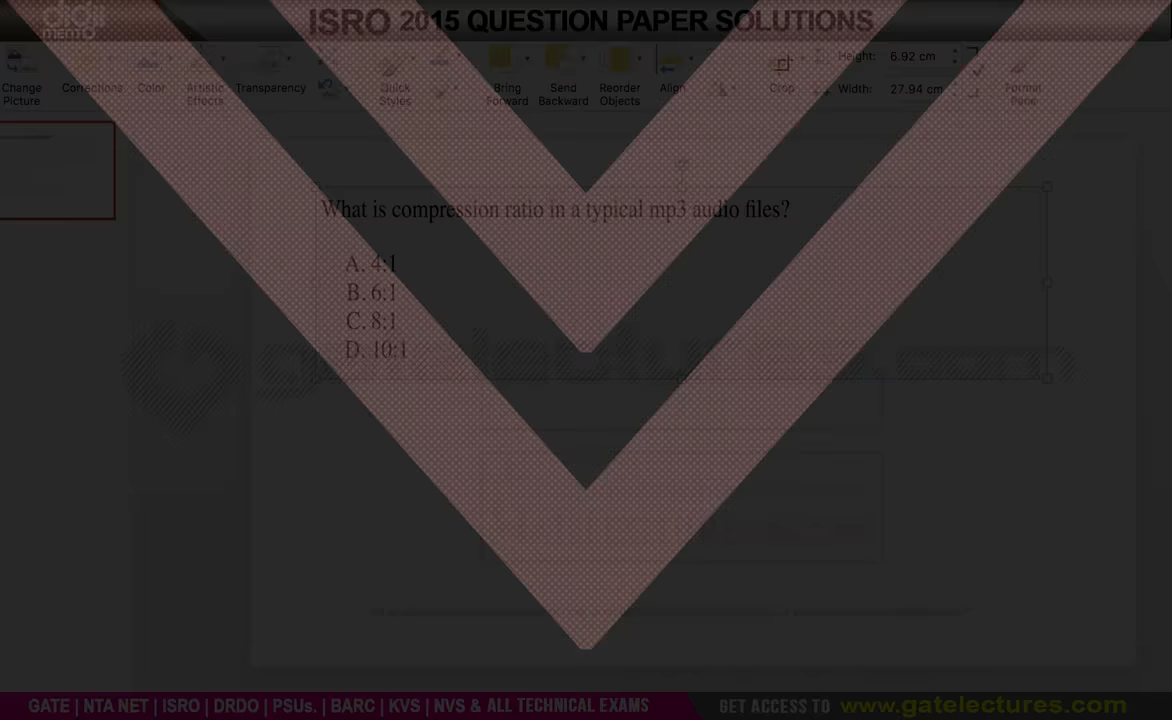 ISRO 2015 QUESTION PAPER SOLUTIONS
Change Picture
Corrections
Color
Artistic Effects
Transparency
Quick Styles
Bring Forward
Send Backward
Reorder Objects
Align
Crop
Height: 6.92 cm
Width: 27.94 cm
Format Pane
What is compression ratio in a typical mp3 audio files?
A. 4:1
B. 6:1
C. 8:1
D. 10:1
GATE | NTA NET | ISRO | DRDO | PSUs. | BARC | KVS | NVS & ALL TECHNICAL EXAMS
GET ACCESS TO www.gatelectures.com